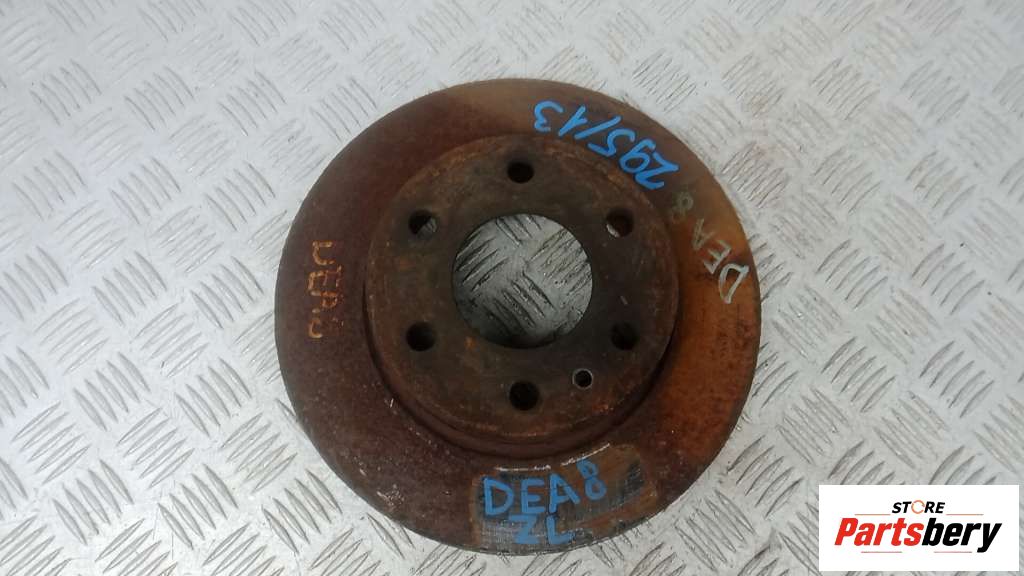 295/13
DEA8
DEA8
ZL
STORE
Partsbery